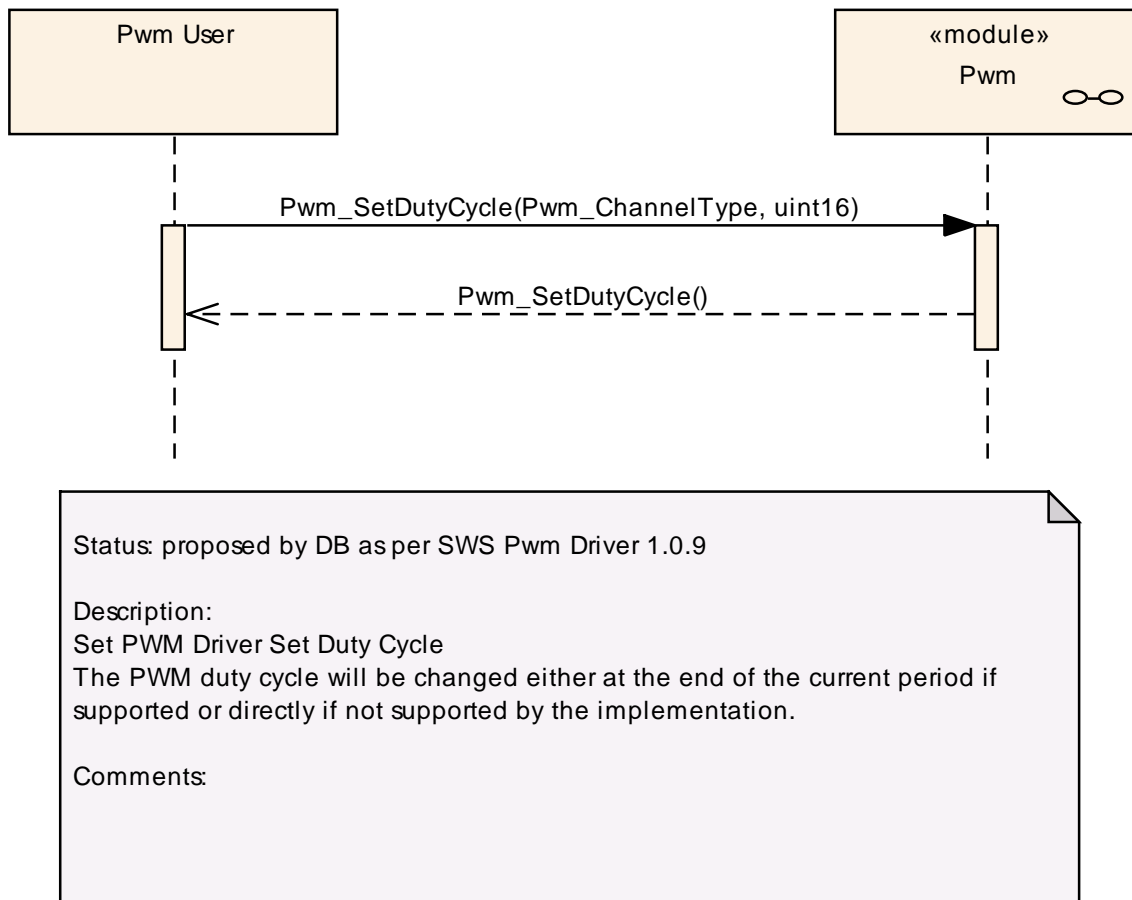 Pwm User
«module»
Pwm
Pwm_SetDutyCycle(Pwm_ChannelType, uint16)
Pwm_SetDutyCycle()
Status: proposed by DB as per SWS Pwm Driver 1.0.9
Description:
Set PWM Driver Set Duty Cycle
The PWM duty cycle will be changed either at the end of the current period if
supported or directly if not supported by the implementation.
Comments: